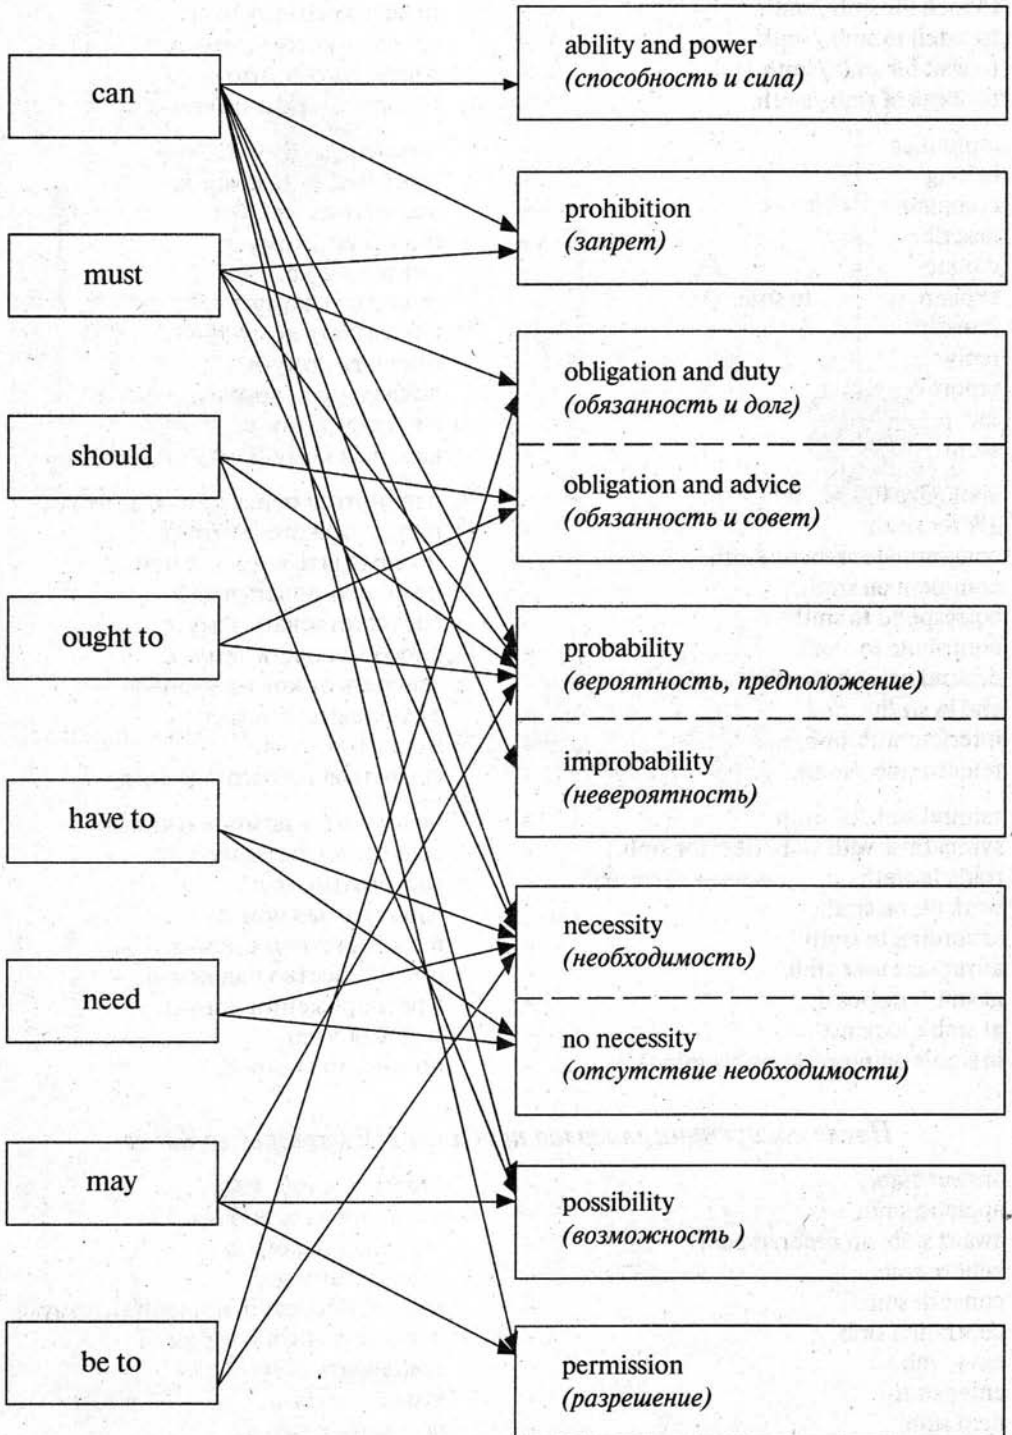 can
must
should
ought to
have to
need
may
be to
ability and power
(способность и сила)
prohibition
(запрет)
obligation and duty
(обязанность и долг)
obligation and advice
(обязанность и совет)
probability
(вероятность, предположение)
improbability
(невероятность)
necessity
(необходимость)
no necessity
(отсутствие необходимости)
possibility
(возможность)
permission
(разрешение)